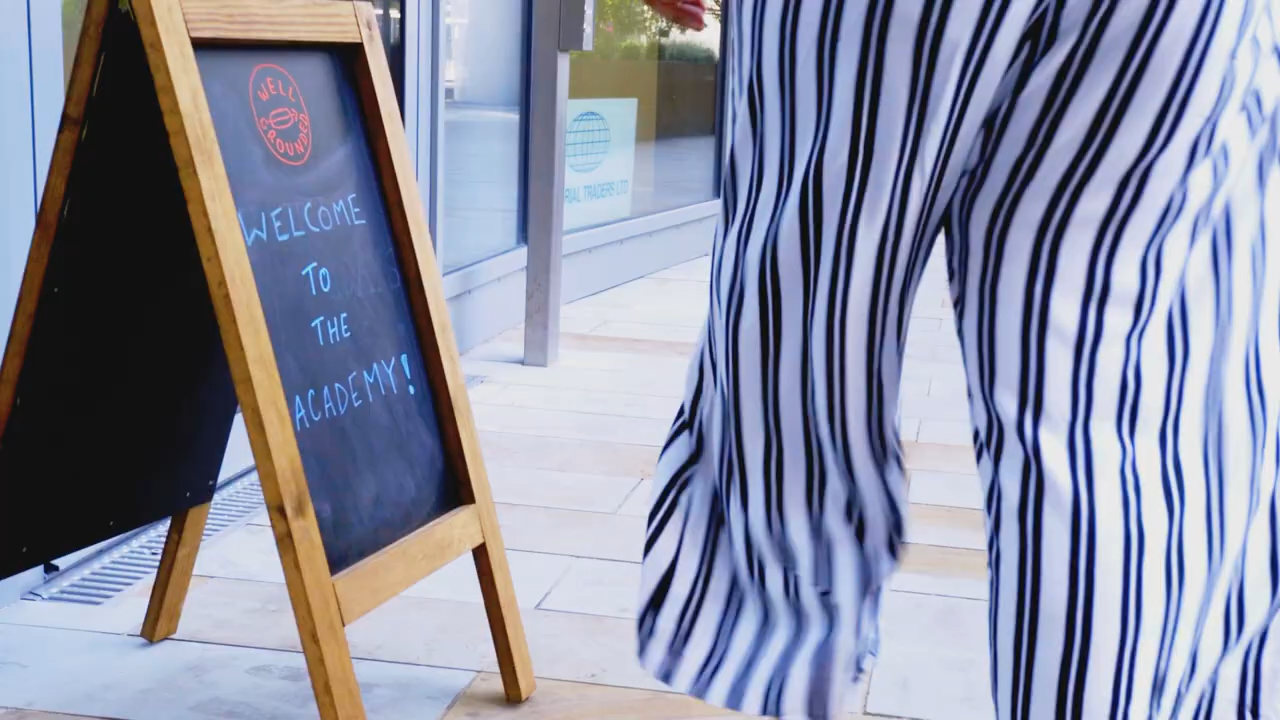 WELL
GROUNDED
WELCOME
TO
THE
ACADEMY!
RIAL TRADERS LTD